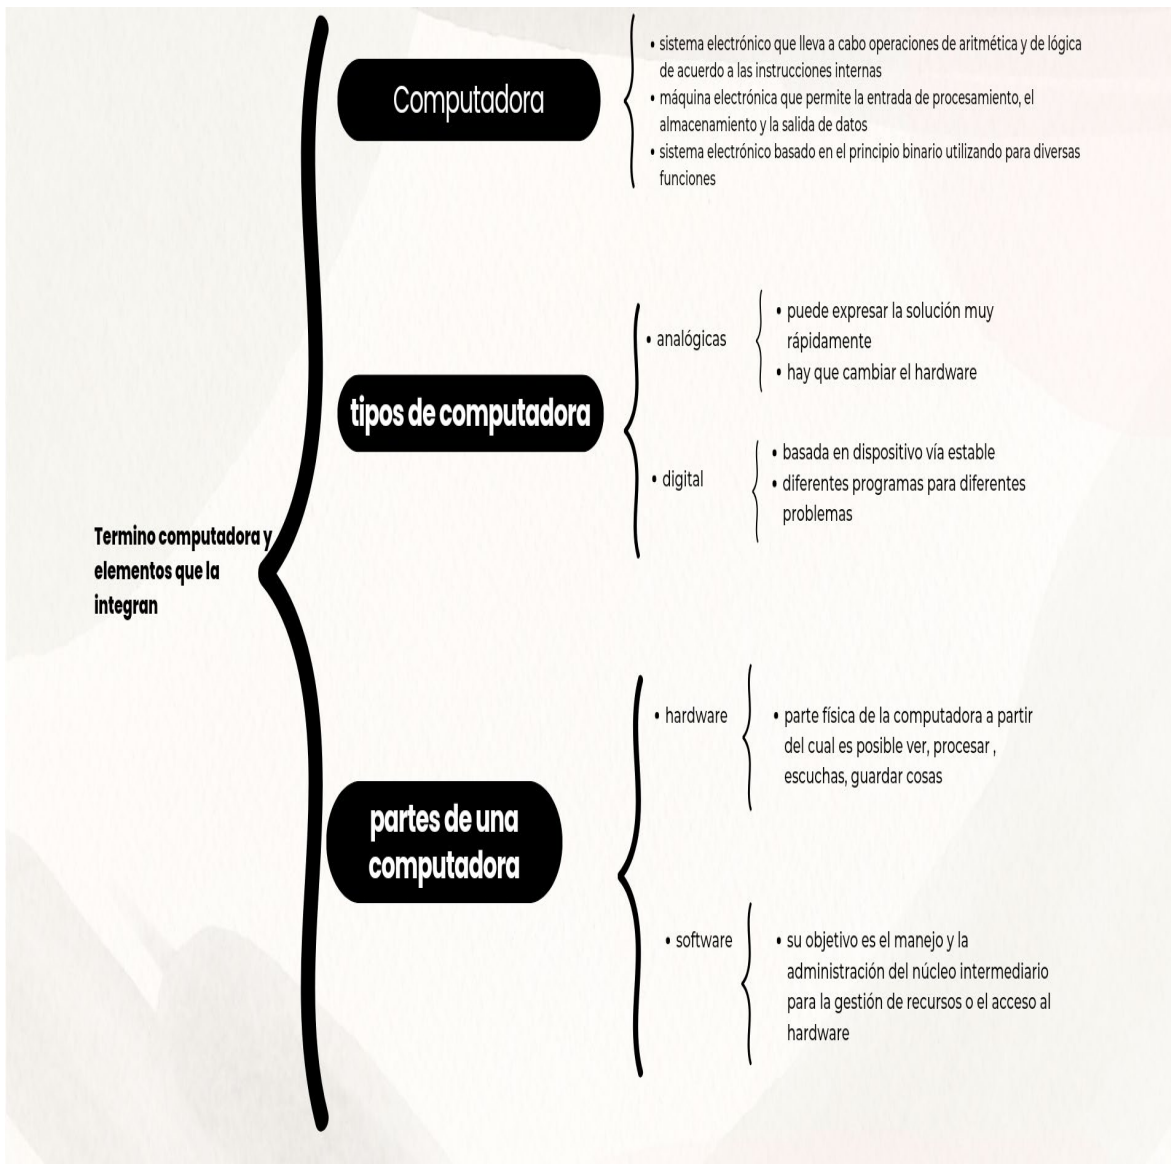 Termino computadora y
elementos que la
integran
Computadora
• sistema electrónico que lleva a cabo operaciones de aritmética y de lógica
de acuerdo a las instrucciones internas
• máquina electrónica que permite la entrada de procesamiento, el
almacenamiento y la salida de datos
• sistema electrónico basado en el principio binario utilizando para diversas
funciones
tipos de computadora
• analógicas
• puede expresar la solución muy
rápidamente
• hay que cambiar el hardware
• digital
• basada en dispositivo vía estable
• diferentes programas para diferentes
problemas
partes de una
computadora
• hardware
• parte física de la computadora a partir
del cual es posible ver, procesar ,
escuchas, guardar cosas
• software
• su objetivo es el manejo y la
administración del núcleo intermediario
para la gestión de recursos o el acceso al
hardware